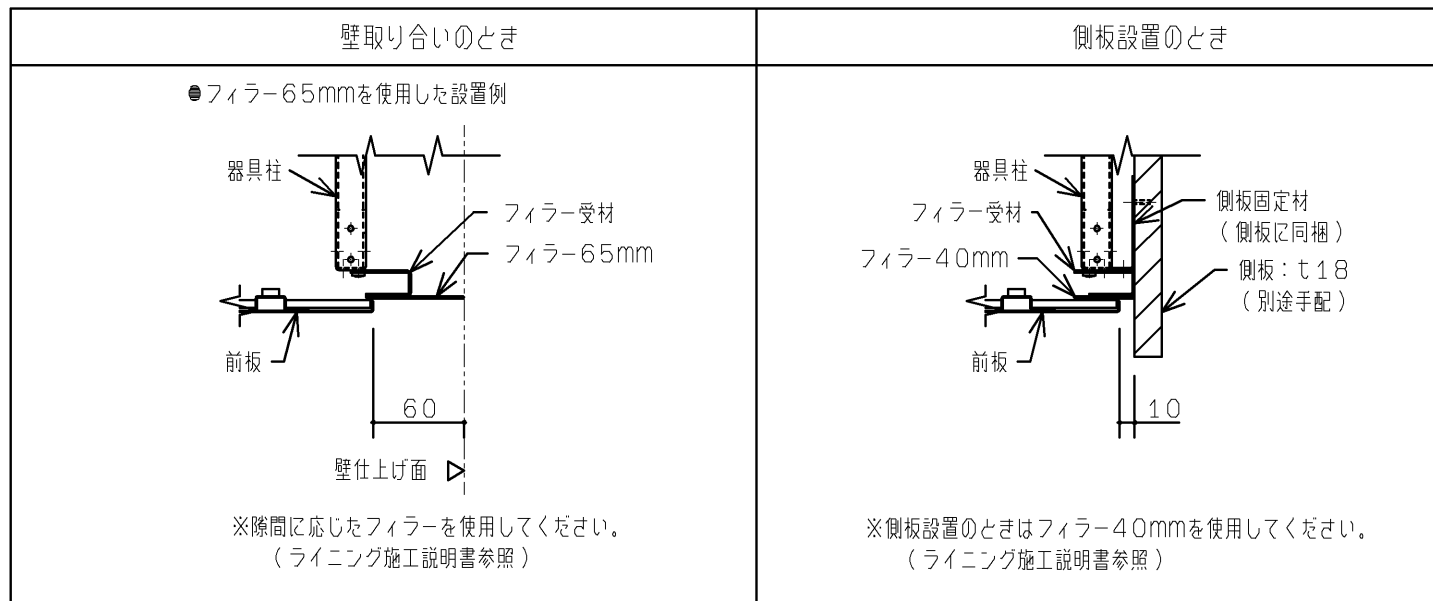 壁取り合いのとき
●フィラー65mmを使用した設置例
器具柱
フィラー受材
フィラー65mm
前板
60
壁仕上げ面
※隙間に応じたフィラーを使用してください。
（ライニング施工説明書参照）
側板設置のとき
器具柱
フィラー受材
フィラー40mm
側板固定材
（側板に同梱）
側板：t18
（別途手配）
前板
10
※側板設置のときはフィラー40mmを使用してください。
（ライニング施工説明書参照）